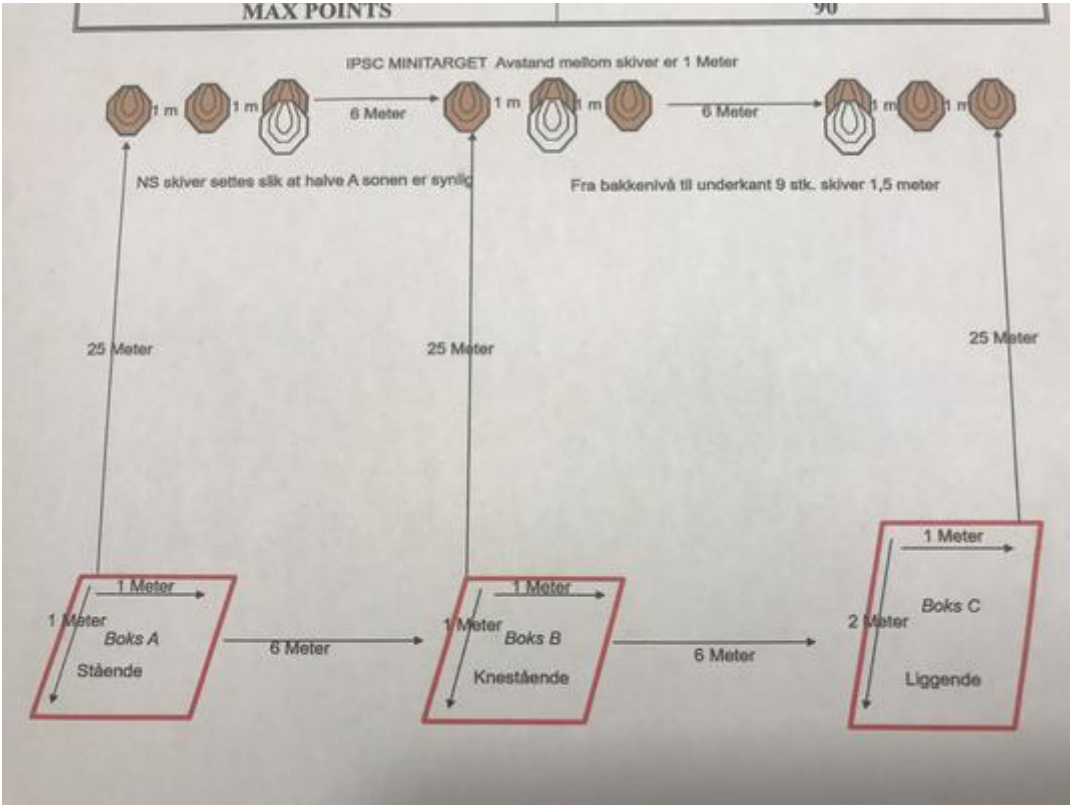 MAX POINTS 90
IPSC MINITARGET Avstand mellom skiver er 1 Meter
1 m 1 m 6 Meter 1 m 1 m 6 Meter 1 m 1 m
NS skiver settes slik at halve A sonen er synlig
Fra bakkenivå til underkant 9 stk. skiver 1,5 meter
25 Meter 25 Meter 25 Meter
1 Meter
1 Meter
Boks A
Stående
6 Meter
1 Meter
1 Meter
Boks B
Knestående
6 Meter
1 Meter
2 Meter
Boks C
Liggende